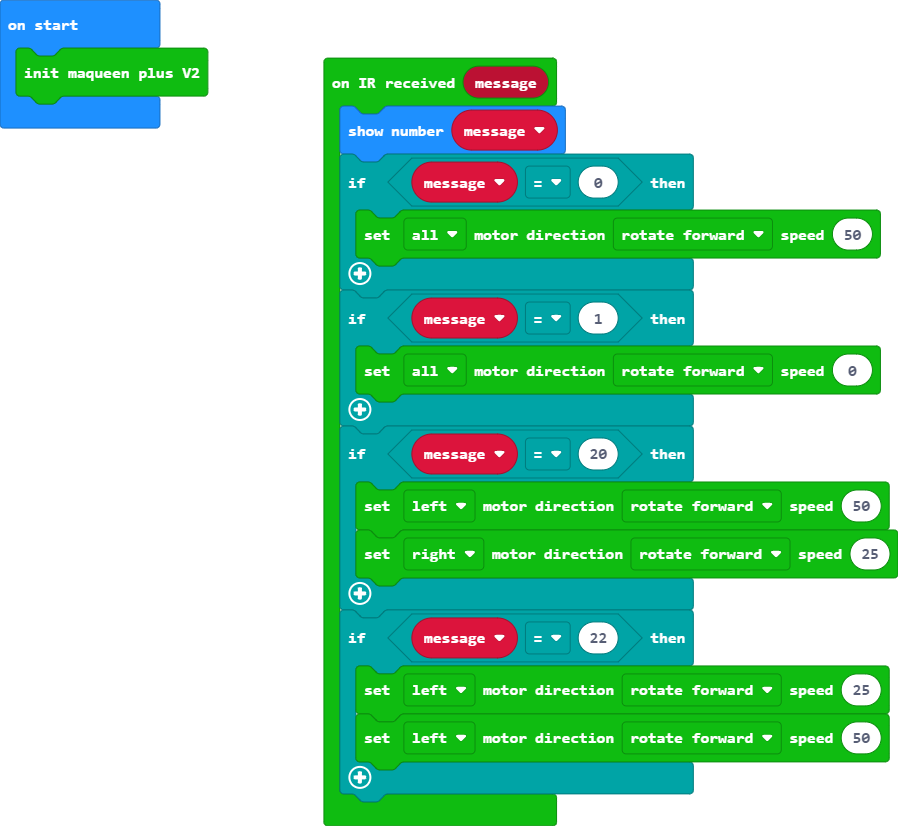 on start
init maqueen plus V2
on IR received message
show number message
if message = 0 then
set all motor direction rotate forward speed 50
if message = 1 then
set all motor direction rotate forward speed 0
if message = 20 then
set left motor direction rotate forward speed 50
set right motor direction rotate forward speed 25
if message = 22 then
set left motor direction rotate forward speed 25
set left motor direction rotate forward speed 50